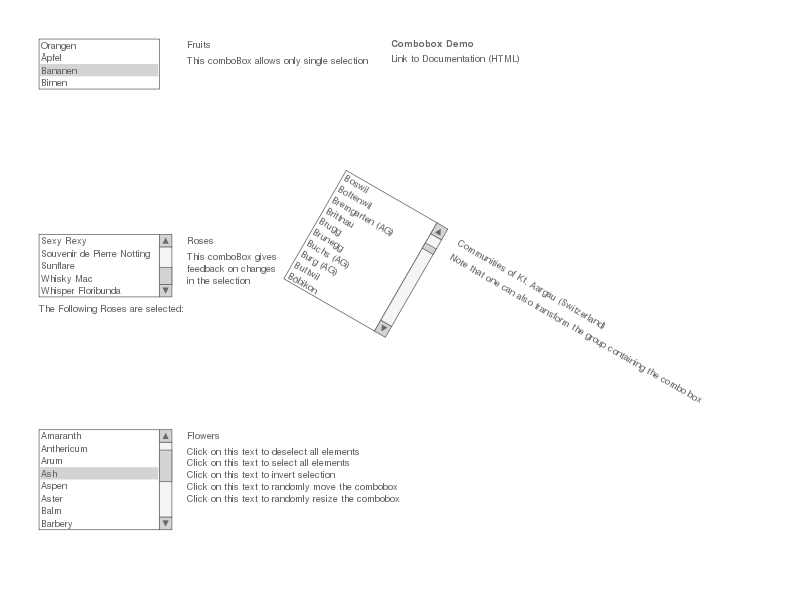 Orangen
Äpfel
Bananen
Birnen
Fruits
This comboBox allows only single selection
Combobox Demo
Link to Documentation (HTML)
Boswil
Bottenwil
Bremgarten (AG)
Brittnau
Brugg
Brunegg
Buchs (AG)
Burg (AG)
Buttwil
Böbikon
Communities of Kt. Aargau (Switzerland)
Note that one can also transform the group containing the combo box
Sexy Rexy
Souvenir de Pierre Notting
Sunflare
Whisky Mac
Whisper Floribunda
Roses
This comboBox gives
feedback on changes
in the selection
The Following Roses are selected:
Amaranth
Anthericum
Arum
Ash
Aspen
Aster
Balm
Barbery
Flowers
Click on this text to deselect all elements
Click on this text to select all elements
Click on this text to invert selection
Click on this text to randomly move the combobox
Click on this text to randomly resize the combobox